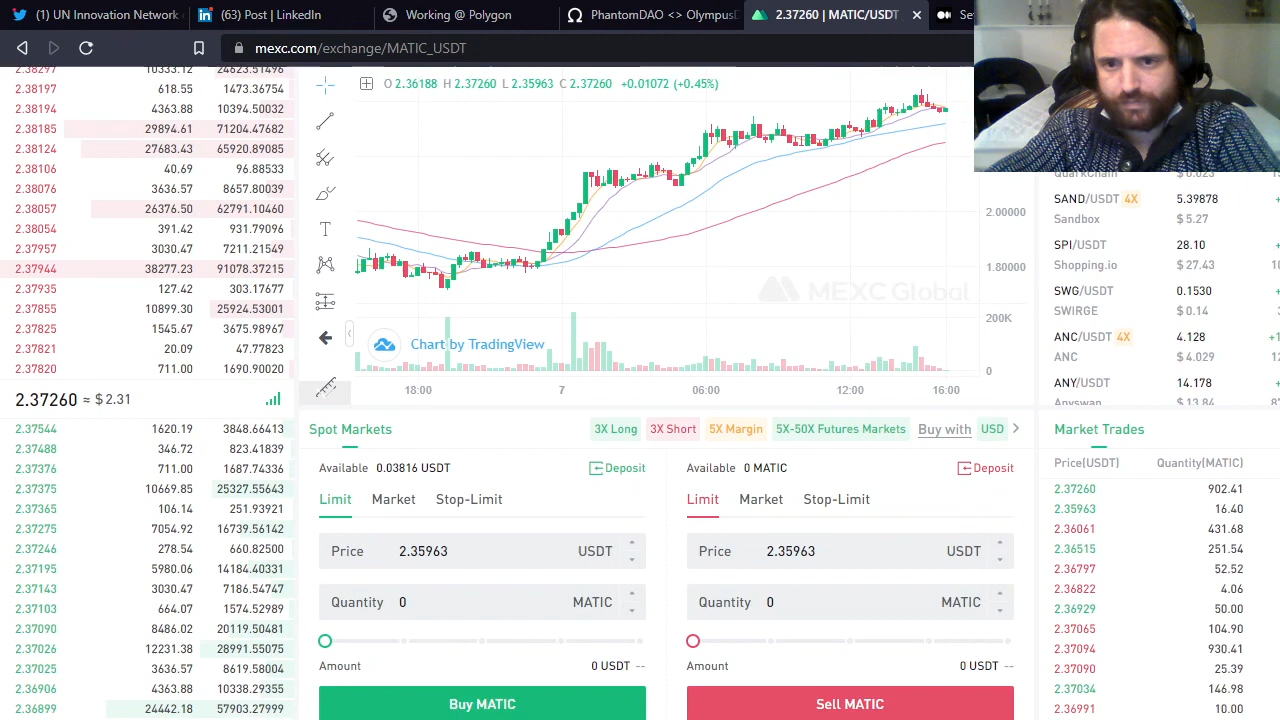 (1) UN Innovation Network
(63) Post | LinkedIn
Working @ Polygon
PhantomDAO <> OlympusD
2.37260 | MATIC/USDT
mexc.com/exchange/MATIC_USDT
2.38297 10333.12 24623.51496
2.38197 618.55 1473.36754
2.38194 4363.88 10394.50032
2.38185 29894.61 71204.47682
2.38124 27683.43 65920.89085
2.38106 40.69 96.88533
2.38076 3636.57 8657.80039
2.38057 26376.50 62791.10460
2.38054 391.42 931.79096
2.37957 3030.47 7211.21549
2.37944 38277.23 91078.37215
2.37935 127.42 303.17677
2.37855 10899.30 25924.53001
2.37825 1545.67 3675.98967
2.37821 20.09 47.77823
2.37820 711.00 1690.90020
2.37260 ≈ $ 2.31
2.37544 1620.19 3848.66413
2.37488 346.72 823.41839
2.37376 711.00 1687.74336
2.37375 10669.85 25327.55643
2.37365 106.14 251.93921
2.37275 7054.92 16739.56142
2.37246 278.54 660.82500
2.37195 5980.06 14184.40331
2.37143 3030.47 7186.54747
2.37103 664.07 1574.52989
2.37090 8486.02 20119.50481
2.37026 12231.38 28991.55075
2.37025 3636.57 8619.58004
2.36906 4363.88 10338.29355
2.36899 24442.18 57903.27999
O 2.36188 H 2.37260 L 2.35963 C 2.37260 +0.01072 (+0.45%)
2.00000
1.80000
MEXC Global
200K
Chart by TradingView
0
18:00 7 06:00 12:00 16:00
Spot Markets 3X Long 3X Short 5X Margin 5X-50X Futures Markets Buy with USD
Available 0.03816 USDT Deposit
Limit Market Stop-Limit
Price 2.35963 USDT
Quantity 0 MATIC
Amount 0 USDT --
Buy MATIC
Available 0 MATIC Deposit
Limit Market Stop-Limit
Price 2.35963 USDT
Quantity 0 MATIC
Amount 0 USDT --
Sell MATIC
QuarkChain $ 0.023
SAND/USDT 4X 5.39878
Sandbox $ 5.27
SPI/USDT 28.10
Shopping.io $ 27.43
SWG/USDT 0.1530
SWIRGE $ 0.14
ANC/USDT 4X 4.128
ANC $ 4.029
ANY/USDT 14.178
Anyswap $ 13.84
Market Trades
Price(USDT) Quantity(MATIC)
2.37260 902.41
2.35963 16.40
2.36061 431.68
2.36515 251.54
2.36797 52.52
2.36822 4.06
2.36929 50.00
2.37065 104.90
2.37094 930.41
2.37090 25.39
2.37034 146.98
2.36991 10.00